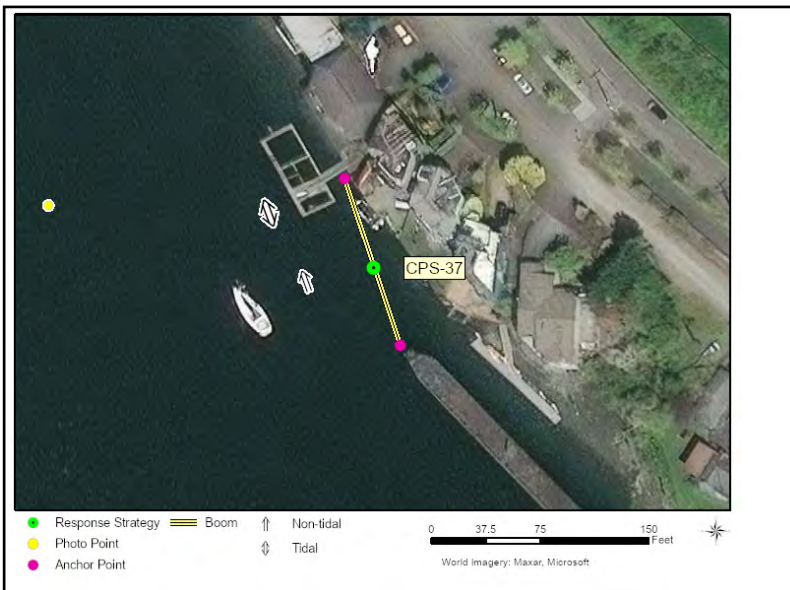 CPS-37
Response Strategy
Boom
Non-tidal
Photo Point
Tidal
Anchor Point
0 37.5 75 150
Feet
World Imagery: Maxar, Microsoft